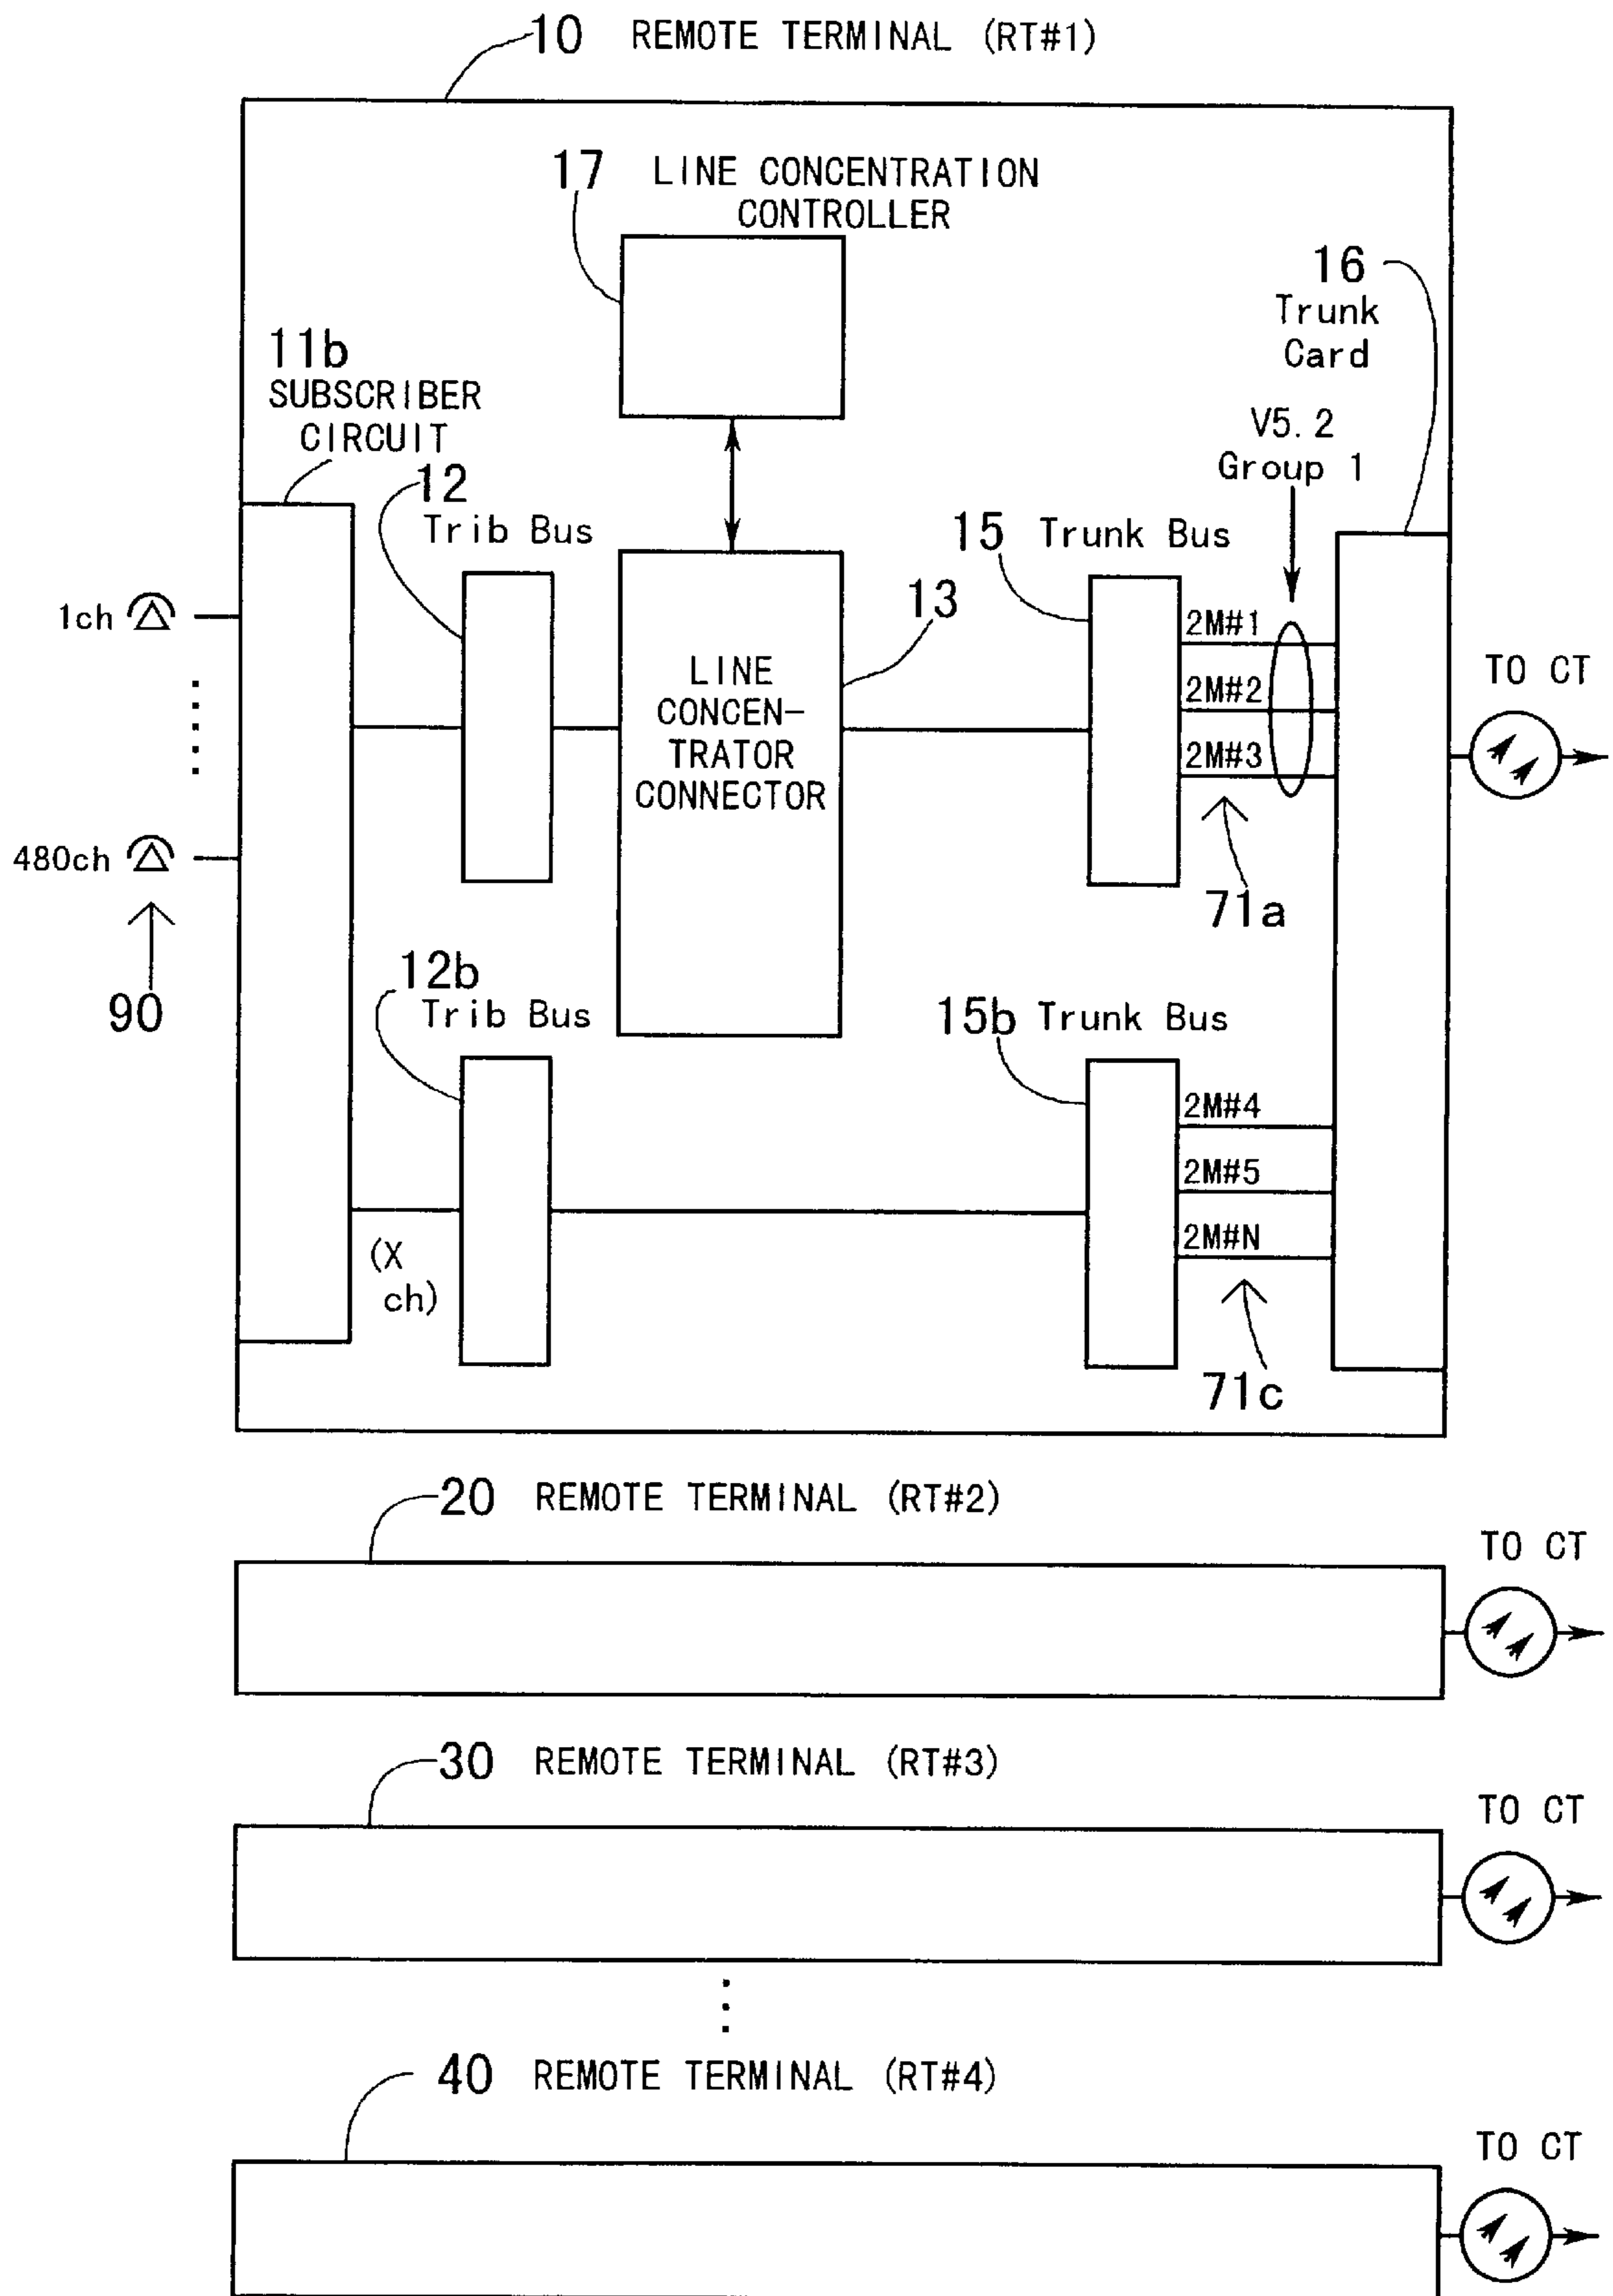 10 REMOTE TERMINAL (RT#1)
17 LINE CONCENTRATION
CONTROLLER
16
Trunk
Card
11b
SUBSCRIBER
CIRCUIT
V5.2
Group 1
12
Trib Bus
15 Trunk Bus
13
1ch
2M#1
LINE
CONCEN-
TRATOR
CONNECTOR
2M#2
2M#3
TO CT
480ch
71a
90
12b
Trib Bus
15b Trunk Bus
2M#4
2M#5
2M#N
(X
ch)
71c
20 REMOTE TERMINAL (RT#2)
TO CT
30 REMOTE TERMINAL (RT#3)
TO CT
40 REMOTE TERMINAL (RT#4)
TO CT